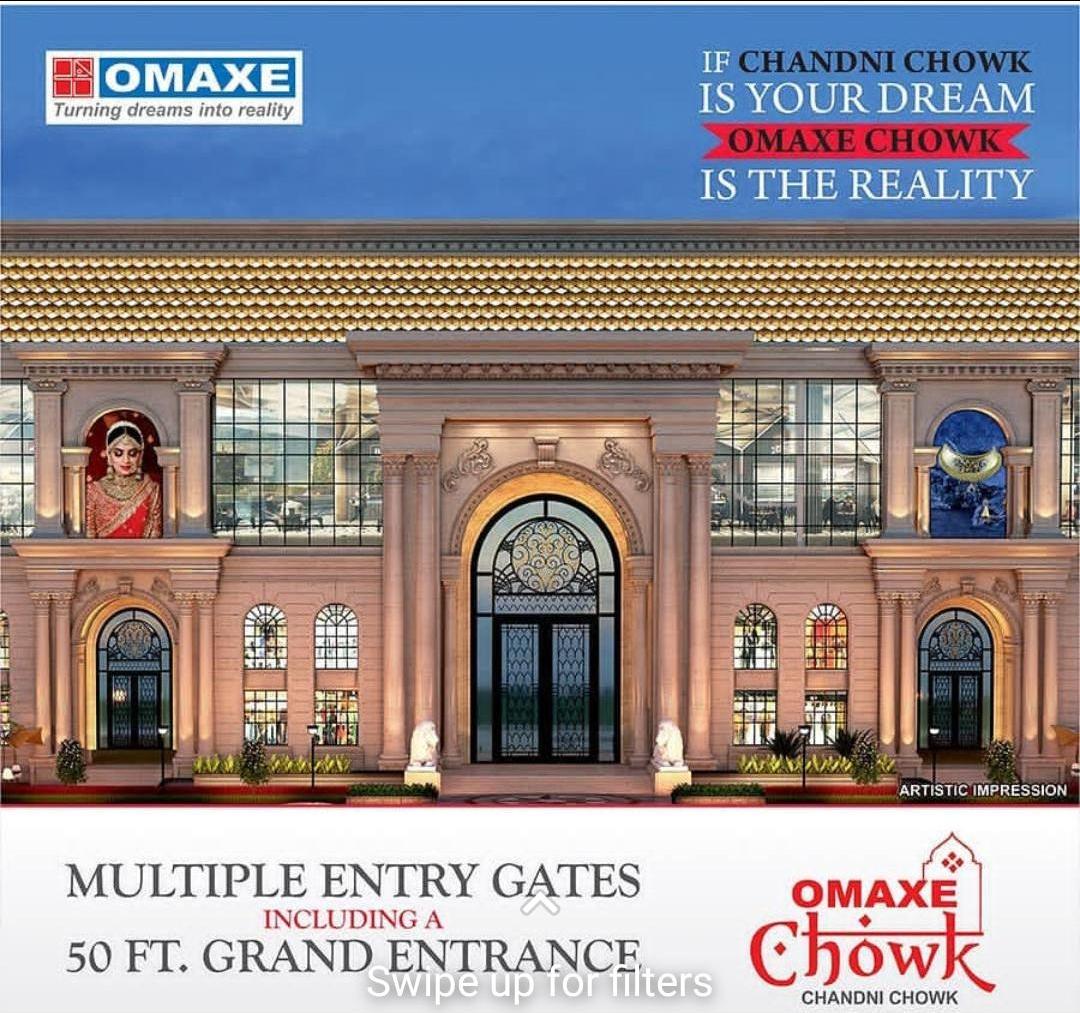 OMAXE
Turning dreams into reality
IF CHANDNI CHOWK
IS YOUR DREAM
OMAXE CHOWK
IS THE REALITY
ARTISTIC IMPRESSION
MULTIPLE ENTRY GATES
INCLUDING A
50 FT. GRAND ENTRANCE
Swipe up for filters
OMAXE
Chowk
CHANDNI CHOWK